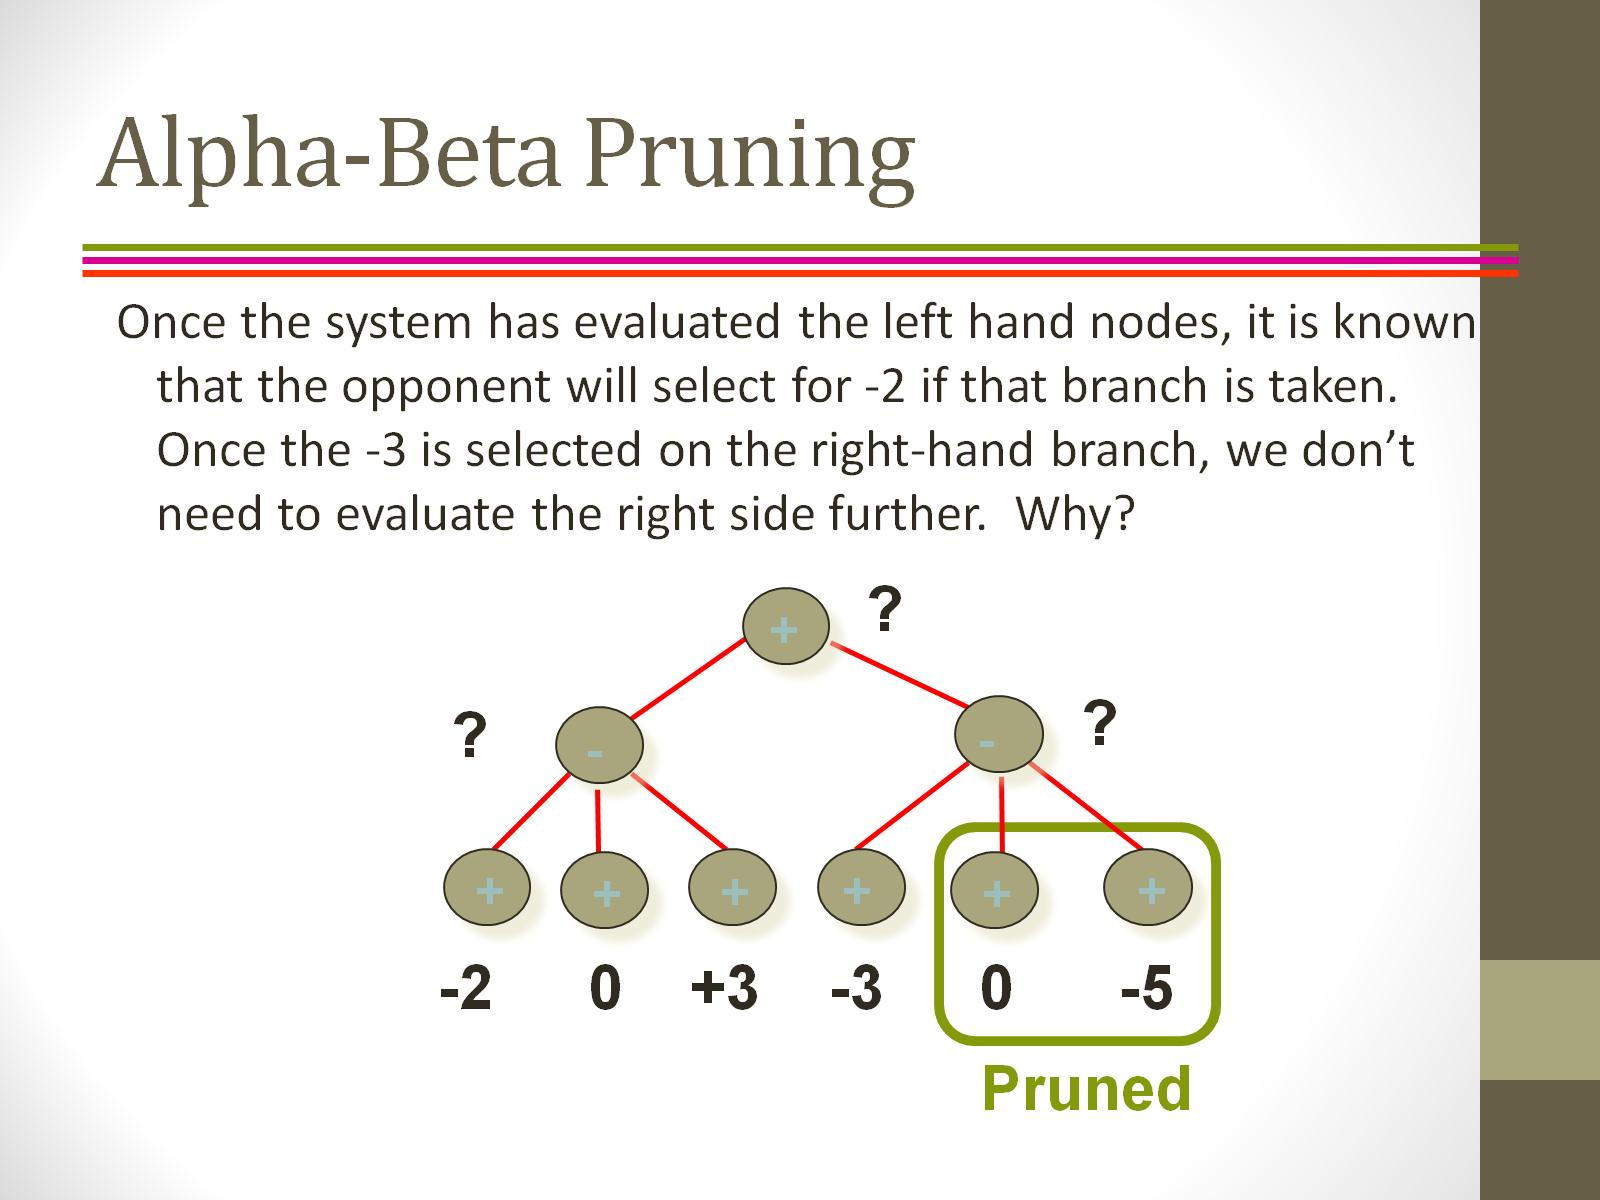 Alpha-Beta Pruning
Once the system has evaluated the left hand nodes, it is known
that the opponent will select for -2 if that branch is taken.
Once the -3 is selected on the right-hand branch, we don’t
need to evaluate the right side further. Why?
+ ?
? - - ?
+ + + + + +
-2 0 +3 -3 0 -5
Pruned